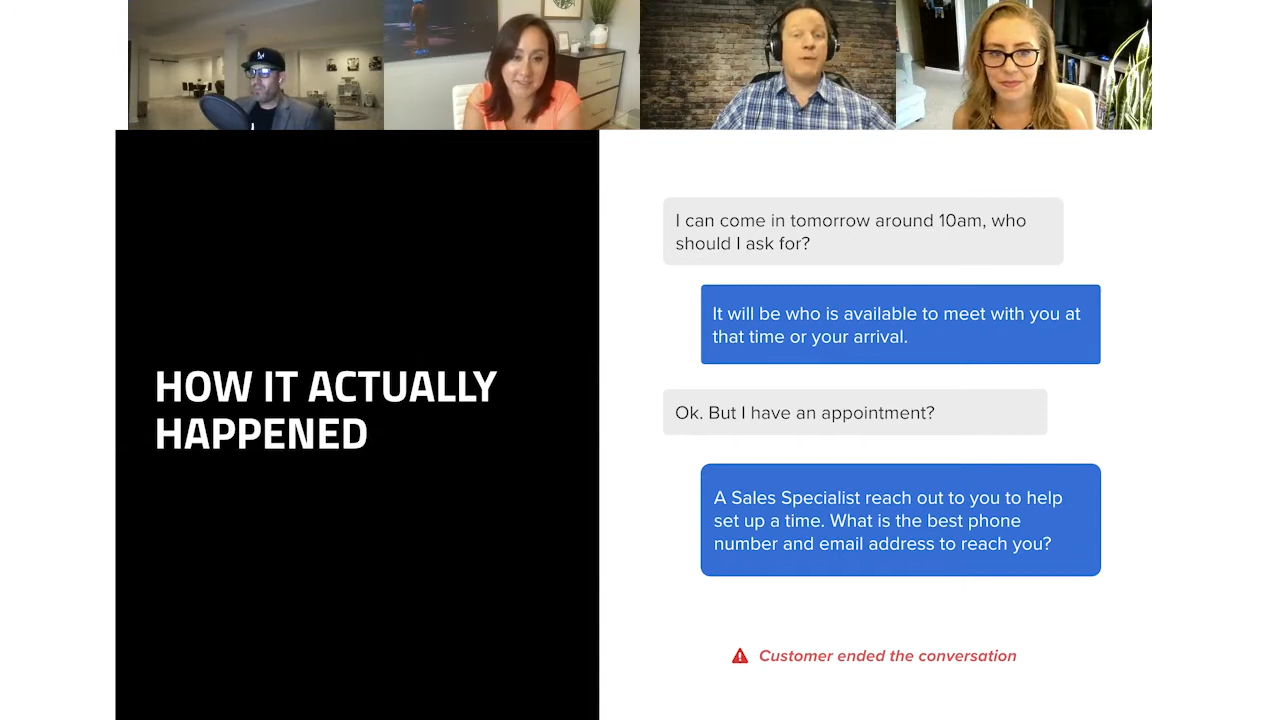 HOW IT ACTUALLY
HAPPENED
I can come in tomorrow around 10am, who
should I ask for?
It will be who is available to meet with you at
that time or your arrival.
Ok. But I have an appointment?
A Sales Specialist reach out to you to help
set up a time. What is the best phone
number and email address to reach you?
Customer ended the conversation